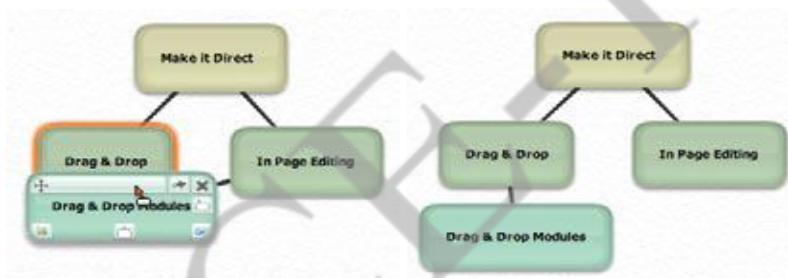 Make it Direct
Drag & Drop
In Page Editing
Drag & Drop Modules
Make it Direct
Drag & Drop
In Page Editing
Drag & Drop Modules